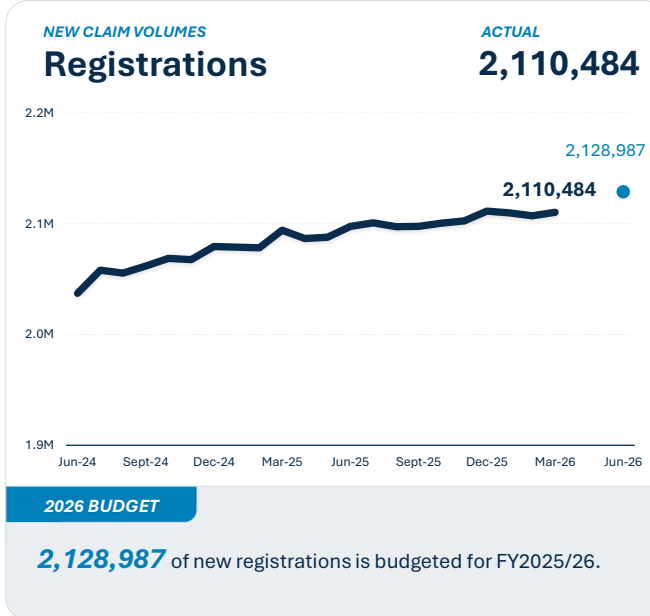 NEW CLAIM VOLUMES
Registrations
ACTUAL
2,110,484
2.2M
2,128,987
2,110,484
2.1M
2.0M
1.9M
Jun-24 Sept-24 Dec-24 Mar-25 Jun-25 Sept-25 Dec-25 Mar-26 Jun-26
2026 BUDGET
2,128,987 of new registrations is budgeted for FY2025/26.